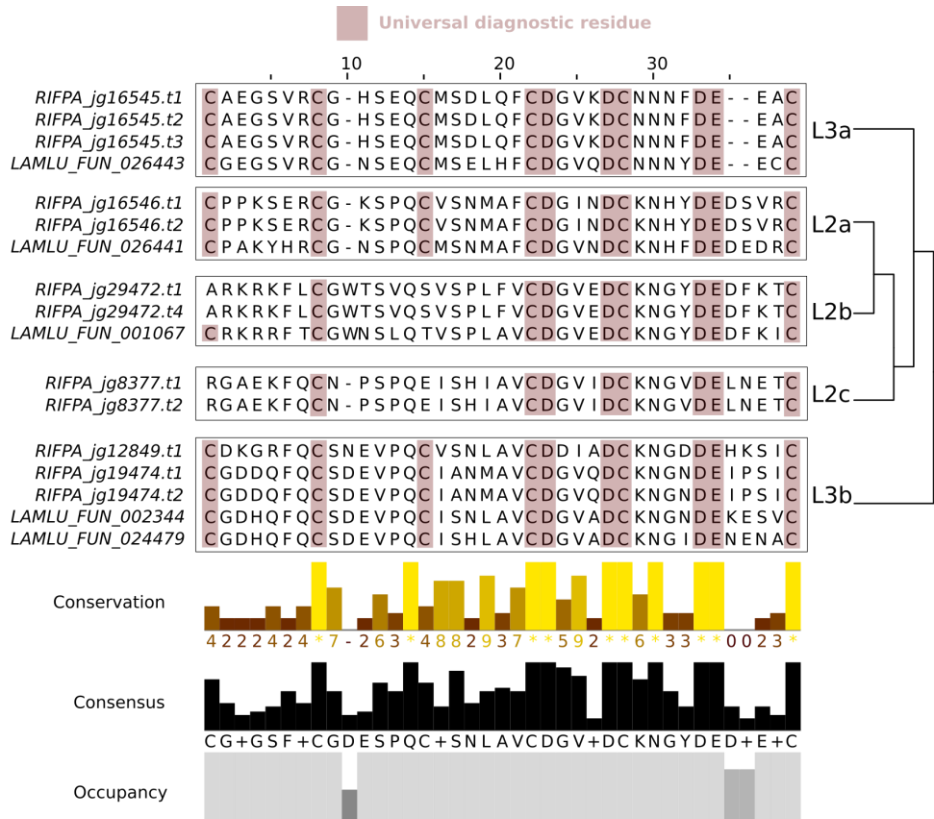 Universal diagnostic residue
10 20 30
RIFPA_jg16545.t1 CAEGSVRCG-HSEQCMSDLQFCDGVKDCNNNFDE--EAC
RIFPA_jg16545.t2 CAEGSVRCG-HSEQCMSDLQFCDGVKDCNNNFDE--EAC
RIFPA_jg16545.t3 CAEGSVRCG-HSEQCMSDLQFCDGVKDCNNNFDE--EAC
LAMLU_FUN_026443 CGEGSVRCG-NSEQCMSELHFCDGVQDCNNNYDE--ECC
L3a
RIFPA_jg16546.t1 CPPKSERCG-KSPQCVSNMAFCDGINDCKNHYDEDSVRC
RIFPA_jg16546.t2 CPPKSERCG-KSPQCVSNMAFCDGINDCKNHYDEDSVRC
LAMLU_FUN_026441 CPAKYHRCG-NSPQCMSNMAFCDGVNDCKNHFDEDEDRC
L2a
RIFPA_jg29472.t1 ARKRKFLCGWTSVQSVSPLFVCDGVEDCKNGYDEDFKTC
RIFPA_jg29472.t4 ARKRKFLCGWTSVQSVSPLFVCDGVEDCKNGYDEDFKTC
LAMLU_FUN_001067 CRKRRFTCGWNSLQTVSPLAVCDGVEDCKNGYDEDFKIC
L2b
RIFPA_jg8377.t1 RGAEKFQCN-PSPQEISHIAVCDGVIDCKNGVDELNETC
RIFPA_jg8377.t2 RGAEKFQCN-PSPQEISHIAVCDGVIDCKNGVDELNETC
L2c
RIFPA_jg12849.t1 CDKGRFQCSNEVPQCVSNLAVCDDIADCKNGDDEHKSIC
RIFPA_jg19474.t1 CGDDQFQCSDEVPQCIANMAVCDGVQDCKNGNDEIPSIC
RIFPA_jg19474.t2 CGDDQFQCSDEVPQCIANMAVCDGVQDCKNGNDEIPSIC
LAMLU_FUN_002344 CGDHQFQCSDEVPQCISNLAVCDGVADCKNGNDEKESVC
LAMLU_FUN_024479 CGDHQFQCSDEVPQCISHLAVCDGVADCKNGIDENENAC
L3b
Conservation
4222424*7-263*4882937**592**6*33**0023*
Consensus
CG+GSF+CGDESPQC+SNLAVCDGV+DCKNGYDED+E+C
Occupancy